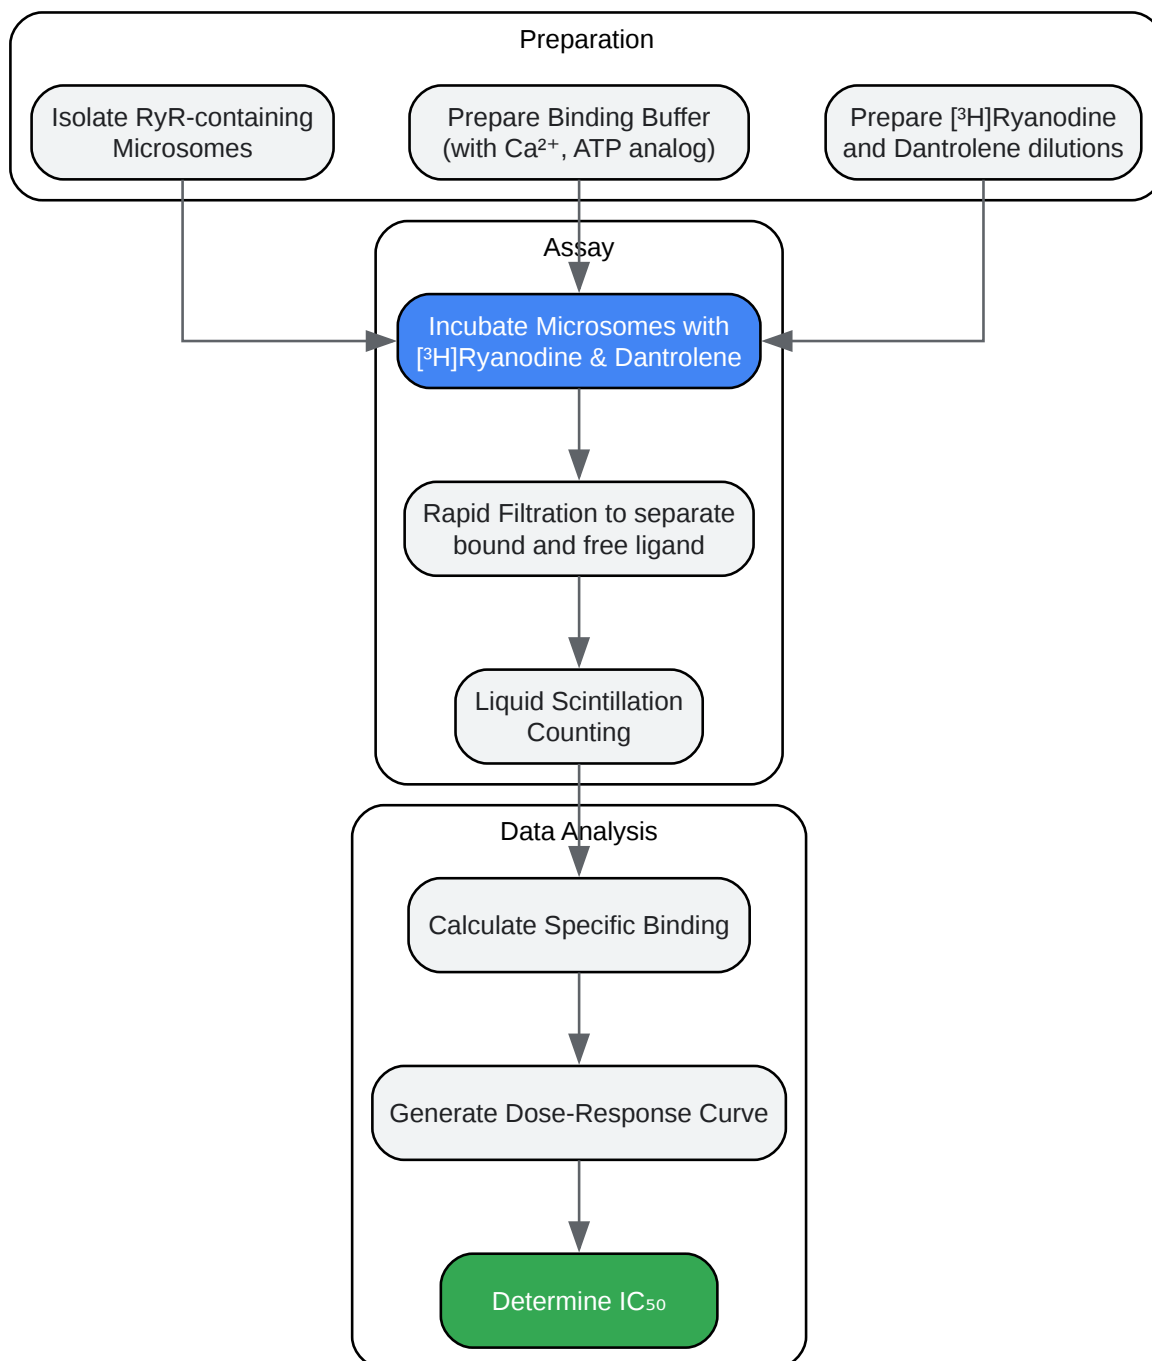 Preparation
Isolate RyR-containing
Microsomes
Prepare Binding Buffer
(with Ca²⁺, ATP analog)
Prepare [³H]Ryanodine
and Dantrolene dilutions
Assay
Incubate Microsomes with
[³H]Ryanodine & Dantrolene
Rapid Filtration to separate
bound and free ligand
Liquid Scintillation
Counting
Data Analysis
Calculate Specific Binding
Generate Dose-Response Curve
Determine IC₅₀